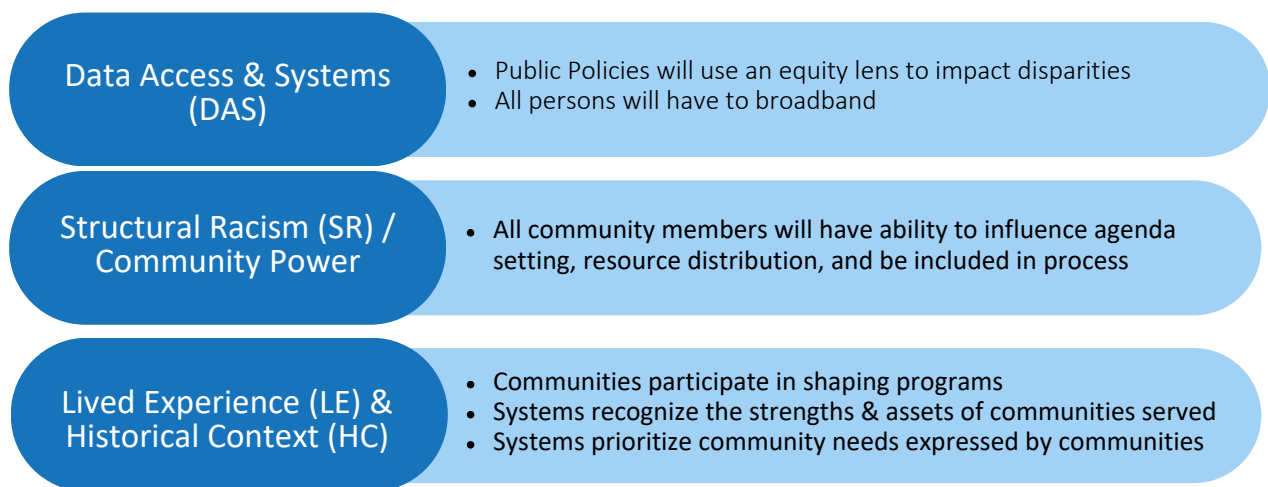 Data Access & Systems
(DAS)
• Public Policies will use an equity lens to impact disparities
• All persons will have to broadband
Structural Racism (SR) /
Community Power
• All community members will have ability to influence agenda
setting, resource distribution, and be included in process
Lived Experience (LE) &
Historical Context (HC)
• Communities participate in shaping programs
• Systems recognize the strengths & assets of communities served
• Systems prioritize community needs expressed by communities